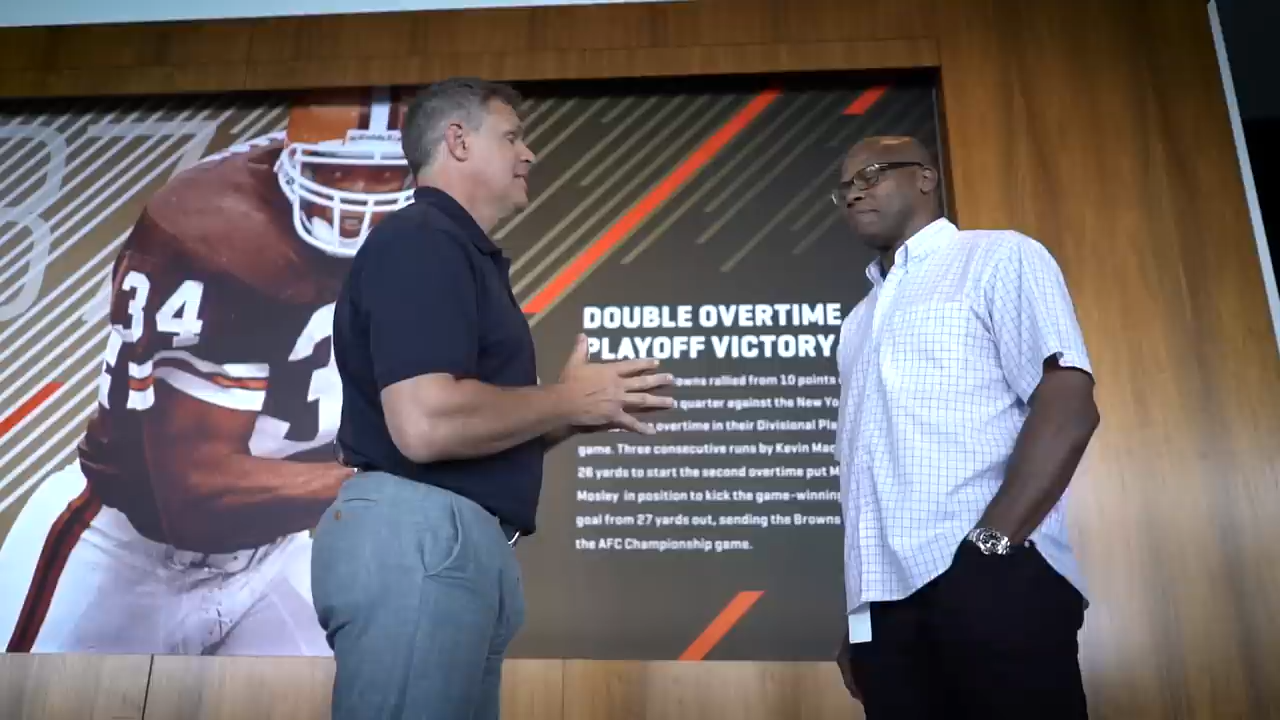 87
34
3
DOUBLE OVERTIME
PLAYOFF VICTORY
rallied from 10 points
quarter against the New
overtime in their Divisional
game. Three consecutive runs by Kevin
26 yards to start the second overtime put
Mosley in position to kick the game-winning
goal from 27 yards out, sending the Browns
the AFC Championship game.